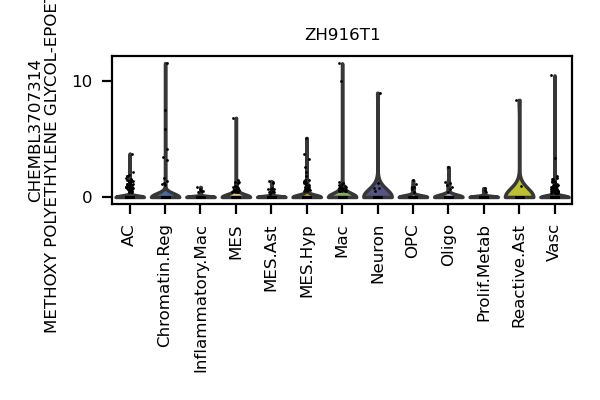 ZH916T1
CHEMBL3707314
METHOXY POLYETHYLENE GLYCOL-EPOET
10
0
AC
Chromatin.Reg
Inflammatory.Mac
MES
MES.Ast
MES.Hyp
Mac
Neuron
OPC
Oligo
Prolif.Metab
Reactive.Ast
Vasc